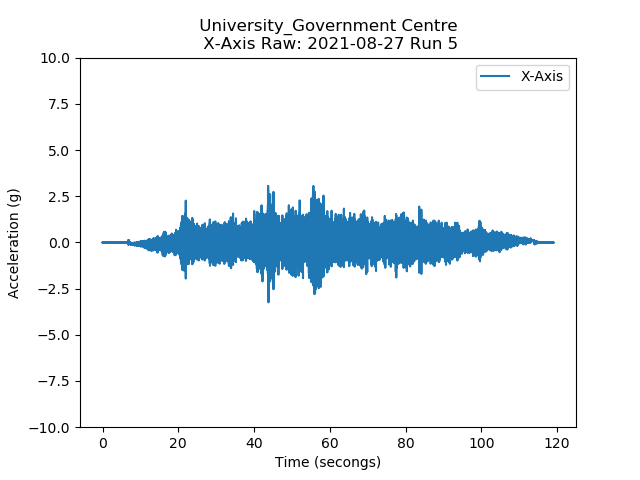 University_Government Centre
X-Axis Raw: 2021-08-27 Run 5
X-Axis
10.0
7.5
5.0
2.5
0.0
−2.5
−5.0
−7.5
−10.0
Acceleration (g)
0 20 40 60 80 100 120
Time (secongs)